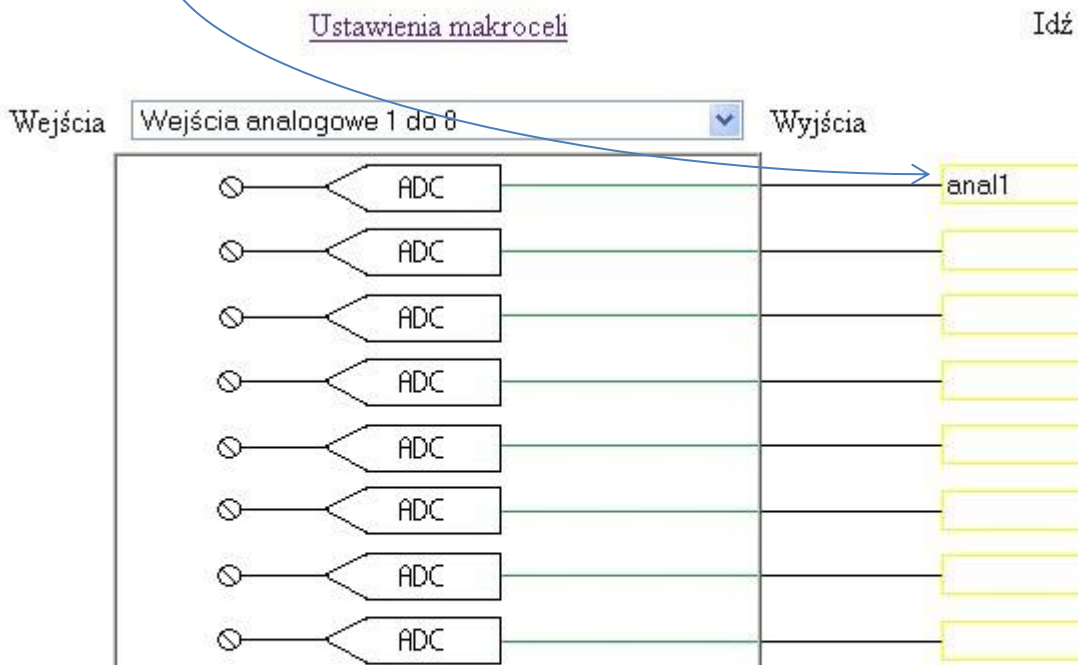 Ustawienia makroceli Idź
Wejścia Wejścia analogowe 1 do 8 Wyjścia
ADC anal1
ADC
ADC
ADC
ADC
ADC
ADC
ADC